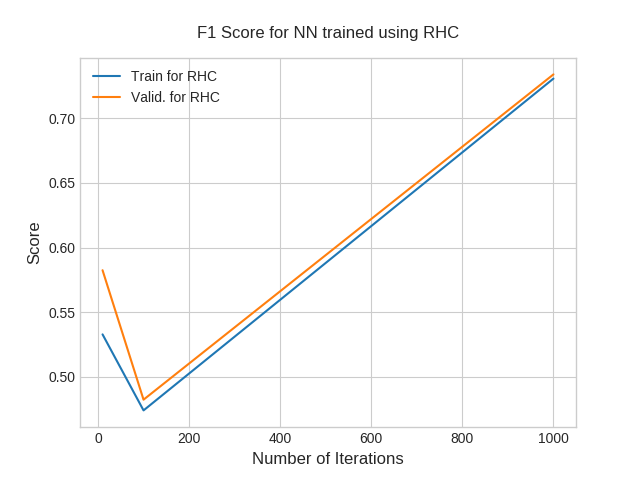 F1 Score for NN trained using RHC
Train for RHC
Valid. for RHC
0.70
0.65
0.60
0.55
0.50
Score
0 200 400 600 800 1000
Number of Iterations